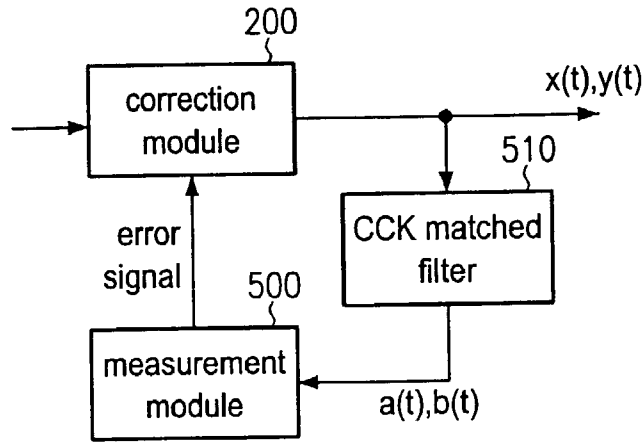 200
correction
module
x(t),y(t)
510
CCK matched
filter
error
signal
500
measurement
module
a(t),b(t)